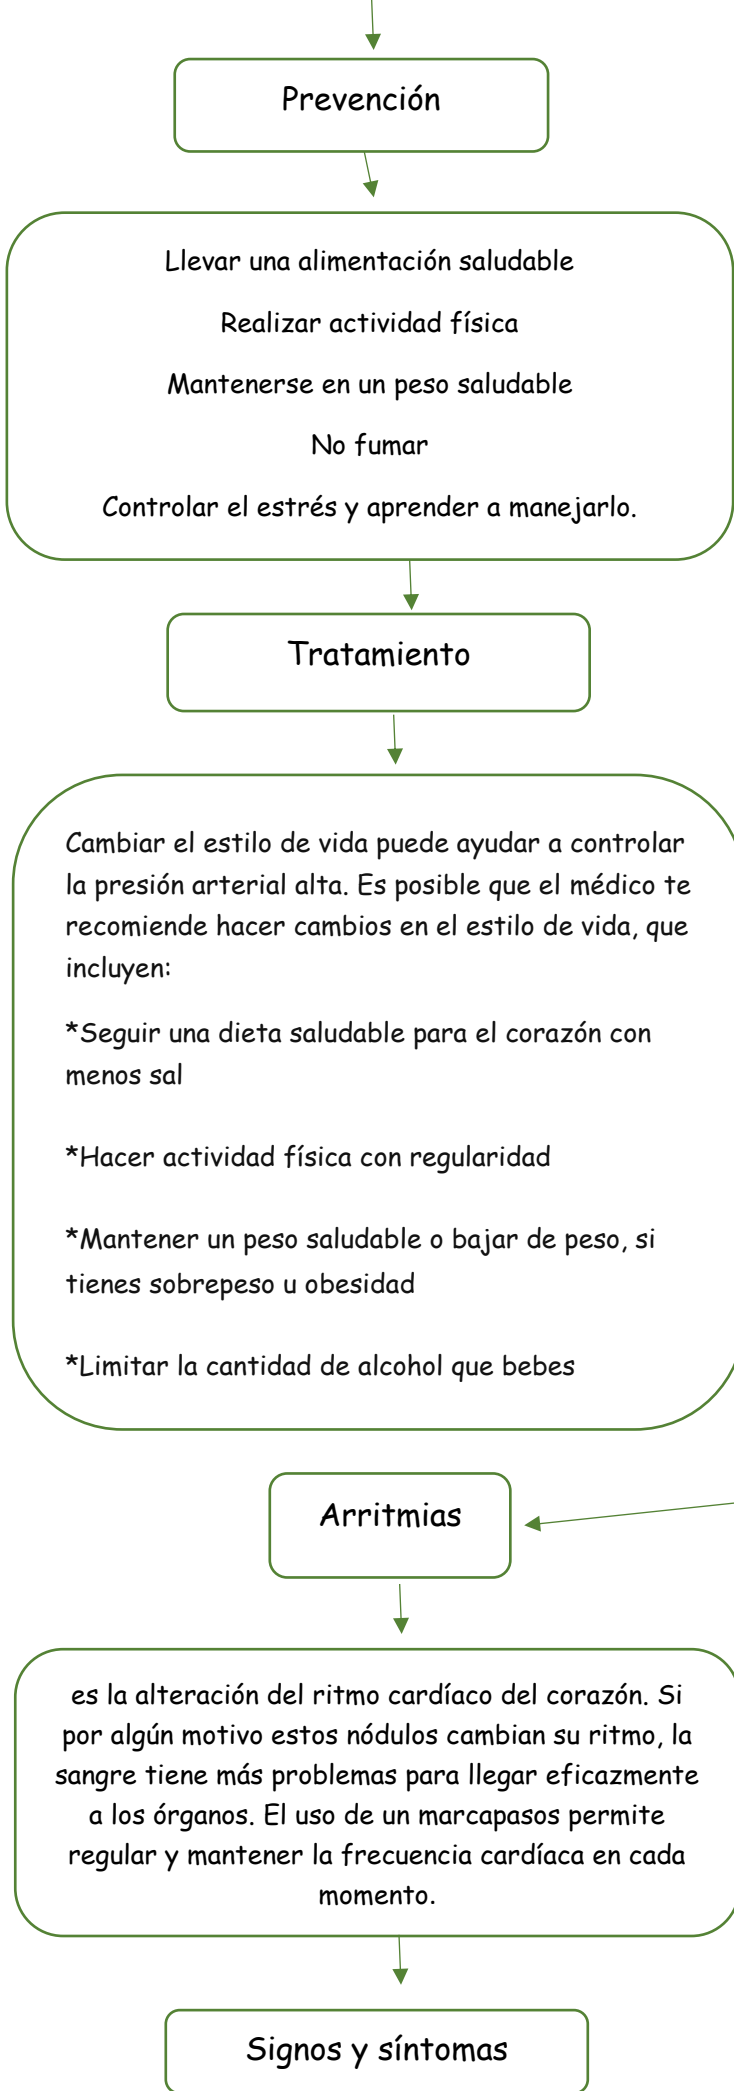 Prevención
Llevar una alimentación saludable
Realizar actividad física
Mantenerse en un peso saludable
No fumar
Controlar el estrés y aprender a manejarlo.
Tratamiento
Cambiar el estilo de vida puede ayudar a controlar
la presión arterial alta. Es posible que el médico te
recomiende hacer cambios en el estilo de vida, que
incluyen:
*Seguir una dieta saludable para el corazón con
menos sal
*Hacer actividad física con regularidad
*Mantener un peso saludable o bajar de peso, si
tienes sobrepeso u obesidad
*Limitar la cantidad de alcohol que bebes
Arritmias
es la alteración del ritmo cardíaco del corazón. Si
por algún motivo estos nódulos cambian su ritmo, la
sangre tiene más problemas para llegar eficazmente
a los órganos. El uso de un marcapasos permite
regular y mantener la frecuencia cardíaca en cada
momento.
Signos y síntomas